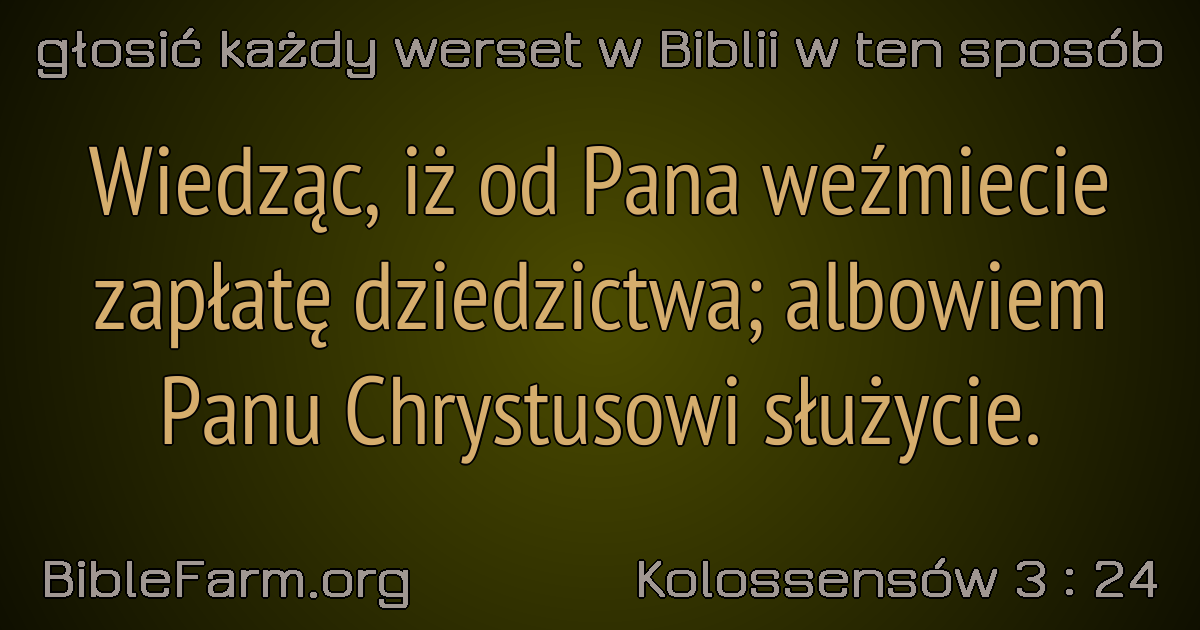 głosić każdy werset w Biblii w ten sposób
Wiedząc, iż od Pana weźmiecie
zapłatę dziedzictwa; albowiem
Panu Chrystusowi służycie.
BibleFarm.org
Kolossensów 3 : 24